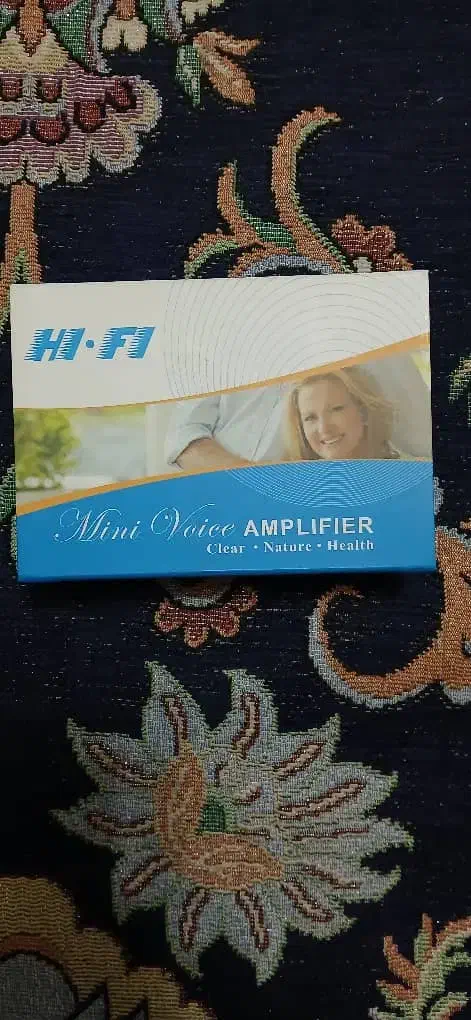 HI·FI
Mini Voice AMPLIFIER
Clear · Nature · Health